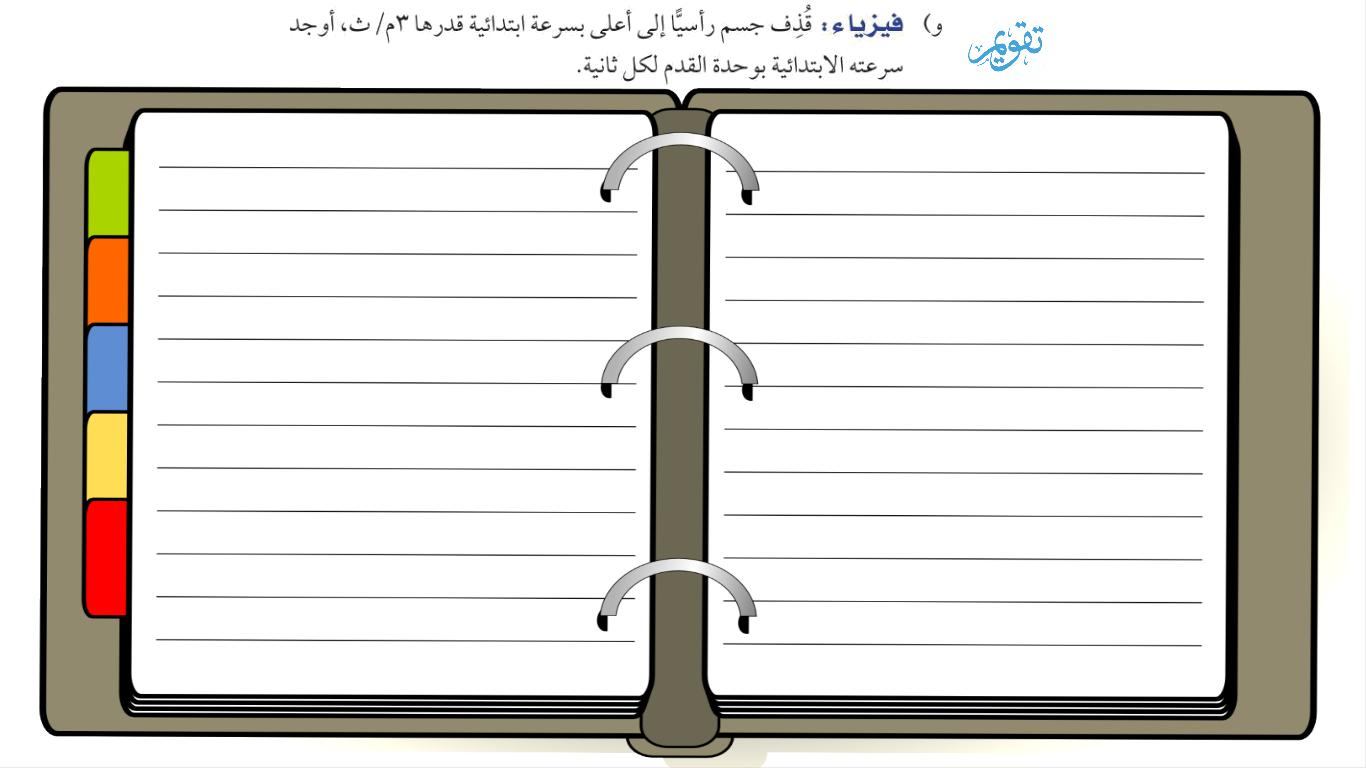 تقويم
و) فيزياء: قُذِف جسم رأسيًّا إلى أعلى بسرعة ابتدائية قدرها ٣م/ ث، أوجد
سرعته الابتدائية بوحدة القدم لكل ثانية.